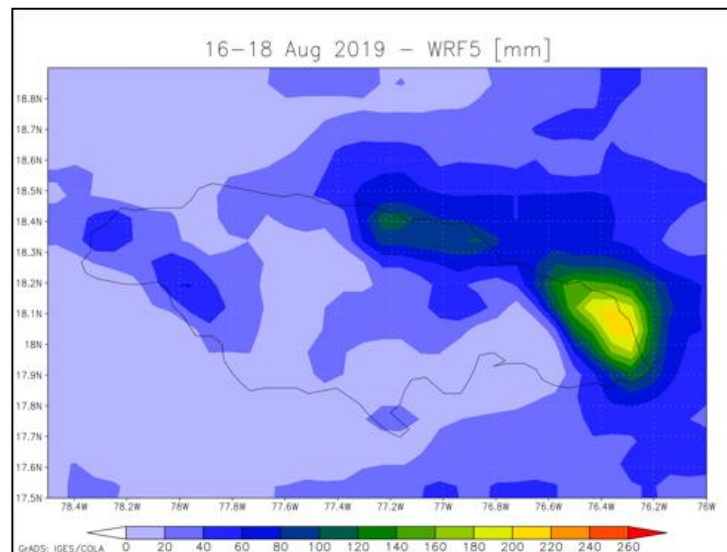 16-18 Aug 2019 - WRF5 [mm]
18.8N
18.7N
18.6N
18.5N
18.4N
18.3N
18.2N
18.1N
18N
17.9N
17.8N
17.7N
17.6N
17.5N
78.4W 78.2W 78W 77.8W 77.6W 77.4W 77.2W 77W 76.8W 76.6W 76.4W 76.2W 76W
0 20 40 60 80 100 120 140 160 180 200 220 240 260
GrADS: IGES/COLA